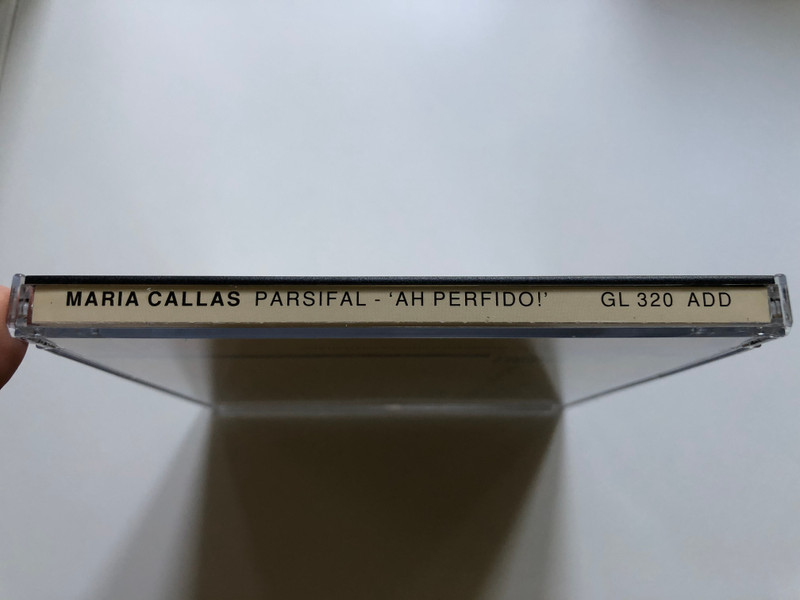 MARIA CALLAS PARSIFAL - ‘AH PERFIDO!’ GL 320 ADD